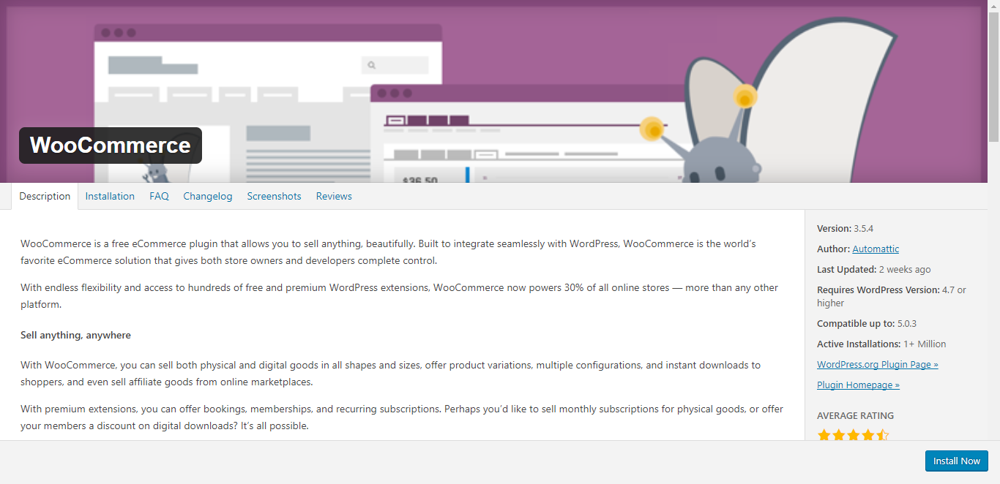 $36.50
WooCommerce
Description Installation FAQ Changelog Screenshots Reviews
WooCommerce is a free eCommerce plugin that allows you to sell anything, beautifully. Built to integrate seamlessly with WordPress, WooCommerce is the world’s
favorite eCommerce solution that gives both store owners and developers complete control.
With endless flexibility and access to hundreds of free and premium WordPress extensions, WooCommerce now powers 30% of all online stores — more than any other
platform.
Sell anything, anywhere
With WooCommerce, you can sell both physical and digital goods in all shapes and sizes, offer product variations, multiple configurations, and instant downloads to
shoppers, and even sell affiliate goods from online marketplaces.
With premium extensions, you can offer bookings, memberships, and recurring subscriptions. Perhaps you’d like to sell monthly subscriptions for physical goods, or offer
your members a discount on digital downloads? It’s all possible.
Version: 3.5.4
Author: Automattic
Last Updated: 2 weeks ago
Requires WordPress Version: 4.7 or
higher
Compatible up to: 5.0.3
Active Installations: 1+ Million
WordPress.org Plugin Page »
Plugin Homepage »
AVERAGE RATING
Install Now